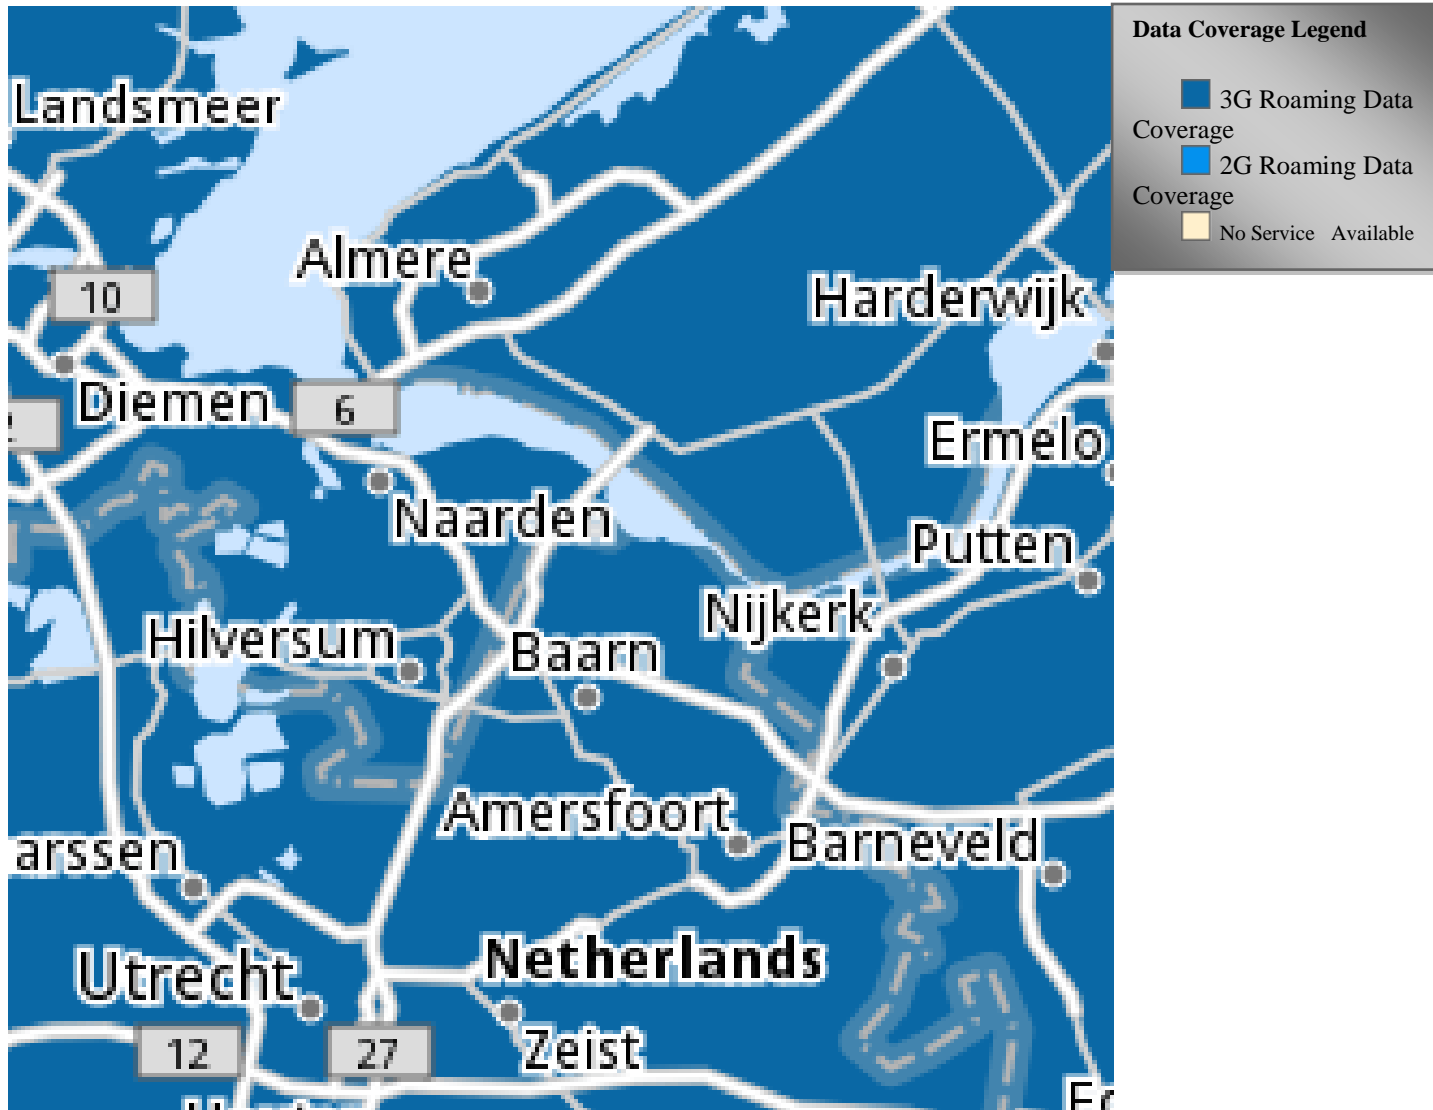 Data Coverage Legend
3G Roaming Data
Coverage
2G Roaming Data
Coverage
No Service Available
Landsmeer
Almere
10
Harderwijk
Diemen
6
Ermelo
Naarden
Putten
Nijkerk
Hilversum
Baarn
Amersfoort
Barneveld
arssen
Netherlands
Utrecht
12
27
Zeist